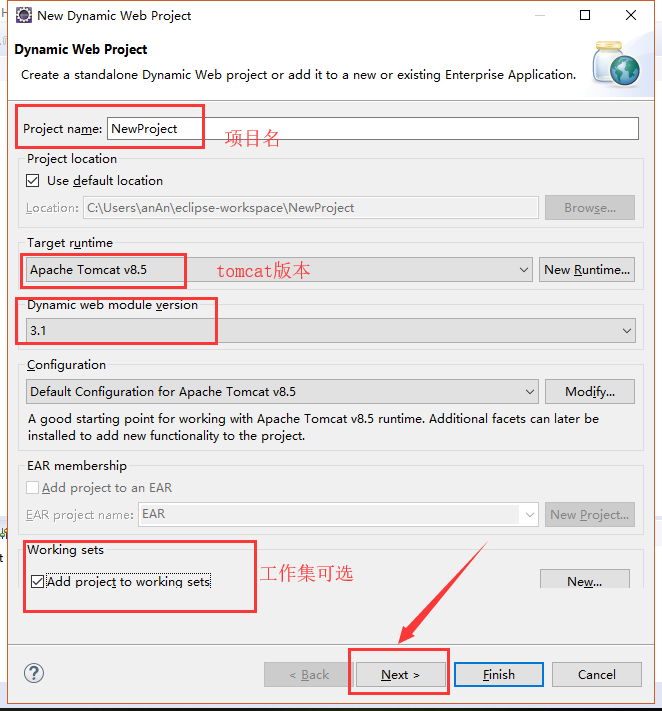 New Dynamic Web Project
Dynamic Web Project
Create a standalone Dynamic Web project or add it to a new or existing Enterprise Application.
Project name: NewProject
项目名
Project location
Use default location
Location: C:\Users\anAn\eclipse-workspace\NewProject Browse...
Target runtime
Apache Tomcat v8.5 tomcat版本 New Runtime...
Dynamic web module version
3.1
Configuration
Default Configuration for Apache Tomcat v8.5 Modify...
A good starting point for working with Apache Tomcat v8.5 runtime. Additional facets can later be
installed to add new functionality to the project.
EAR membership
Add project to an EAR
EAR project name: EAR New Project...
Working sets
Add project to working sets 工作集可选 New...
? < Back Next > Finish Cancel